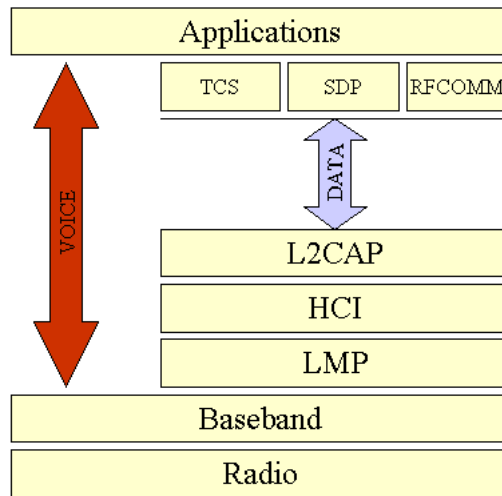 Applications
TCS SDP RFCOMM
VOICE
DATA
L2CAP
HCI
LMP
Baseband
Radio